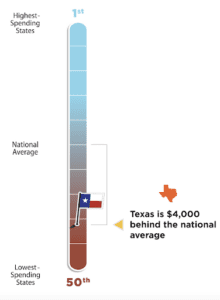 Highest-
Spending
States
1st
National
Average
Texas is $4,000
behind the national
average
Lowest-
Spending
States
50th